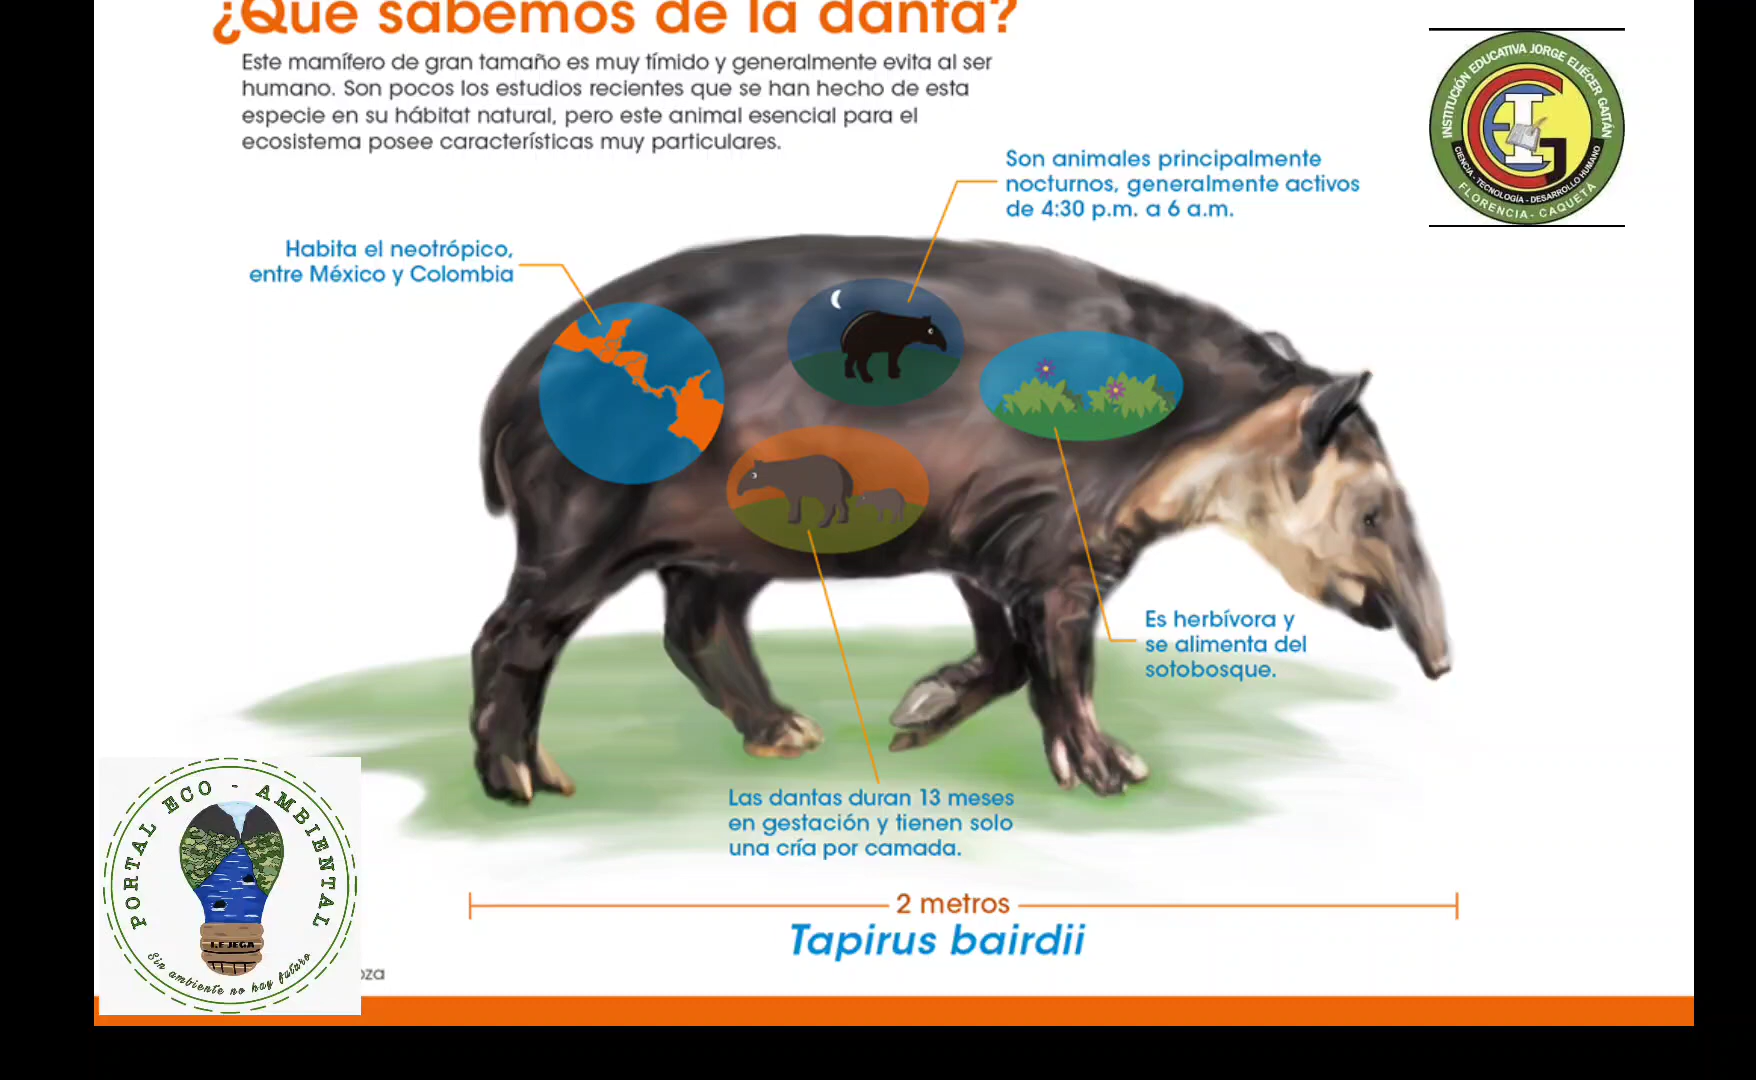 ¿Qué sabemos de la danta?
Este mamífero de gran tamaño es muy tímido y generalmente evita al ser
humano. Son pocos los estudios recientes que se han hecho de esta
especie en su hábitat natural, pero este animal esencial para el
ecosistema posee características muy particulares.
INSTITUCIÓN EDUCATIVA JORGE ELIÉCER GAITÁN
CIENCIA - TECNOLOGÍA - DESARROLLO HUMANO
FLORENCIA - CAQUETÁ
Son animales principalmente
nocturnos, generalmente activos
de 4:30 p.m. a 6 a.m.
Habita el neotrópico,
entre México y Colombia
Es herbívora y
se alimenta del
sotobosque.
Las dantas duran 13 meses
en gestación y tienen solo
una cría por camada.
2 metros
Tapirus bairdii
PORTAL ECO - AMBIENTAL
I.E JEGA
Sin ambiente no hay futuro
oza